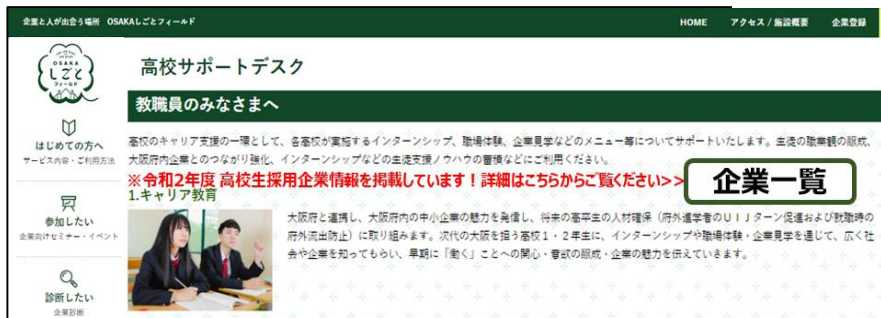 企業と人が出会う場所 OSAKAしごとフィールド
HOME アクセス / 施設概要 企業登録
OSAKA
しごと
フィールド
はじめての方へ
サービス内容・ご利用方法
参加したい
企業向けセミナー・イベント
診断したい
企業診断
高校サポートデスク
教職員のみなさまへ
高校のキャリア支援の一環として、各高校が実施するインターンシップ、職場体験、企業見学などのメニュー等についてサポートいたします。生徒の職業観の醸成、
大阪府内企業とのつながり強化、インターンシップなどの生徒支援ノウハウの蓄積などにご利用ください。
※令和2年度 高校生採用企業情報を掲載しています！詳細はこちらからご覧ください>>
企業一覧
1.キャリア教育
大阪府と連携し、大阪府内の中小企業の魅力を発信し、将来の高卒生の人材確保（府外進学者のＵＩＪターン促進および就職時の
府外流出防止）に取り組みます。次代の大阪を担う高校１・２年生に、インターンシップや職場体験・企業見学を通じて、広く社
会や企業を知ってもらい、早期に「働く」ことへの関心・意欲の醸成・企業の魅力を伝えていきます。